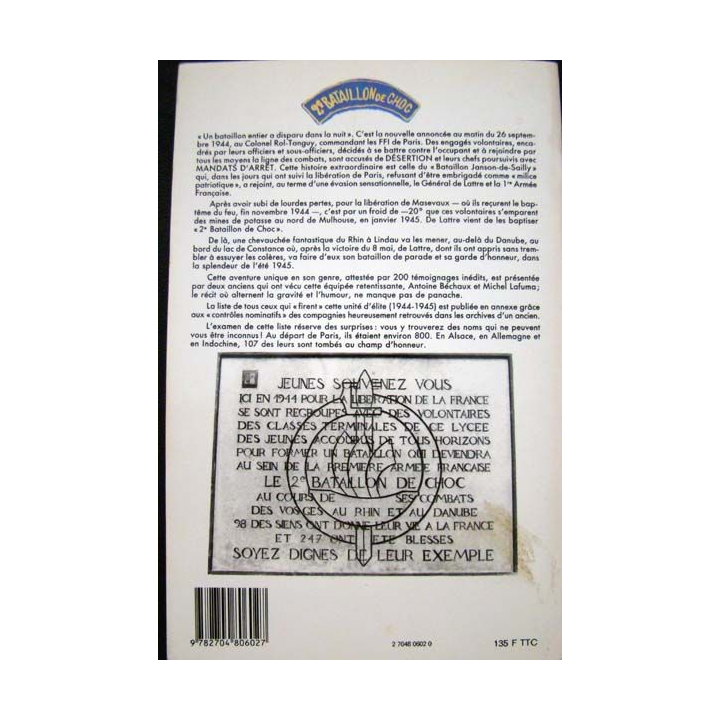 2e BATAILLON DE CHOC
« Un bataillon entier a disparu dans la nuit ». C'est la nouvelle annoncée au matin du 26 septem-
bre 1944, au Colonel Rol-Tanguy, commandant les FFI de Paris. Des engagés volontaires, enca-
drés par leurs officiers et sous-officiers, décidés à se battre contre l'occupant et à rejoindre par
tous les moyens la ligne des combats, sont accusés de DÉSERTION et leurs chefs poursuivis avec
MANDATS D'ARRÊT. Cette histoire extraordinaire est celle du « Bataillon Janson-de-Sailly »
qui, dans les jours qui ont suivi la libération de Paris, refusant d'être embrigadé comme « milice
patriotique », a rejoint, au terme d'une évasion sensationnelle, le Général de Lattre et la 1re Armée
Française.
Après avoir subi de lourdes pertes, pour la libération de Masevaux — où ils reçurent le bap-
tême du feu, fin novembre 1944 —, c'est par un froid de —20° que ces volontaires s'emparent
des mines de potasse au nord de Mulhouse, en janvier 1945. De Lattre vient de les baptiser
« 2e Bataillon de Choc ».
De là, une chevauchée fantastique du Rhin à Lindau va les mener, au-delà du Danube, au
bord du lac de Constance où, après la victoire du 8 mai, de Lattre, dont ils ont appris sans trem-
bler à essuyer les colères, va faire d'eux son bataillon de parade et sa garde d'honneur, dans
la splendeur de l'été 1945.
Cette aventure unique en son genre, attestée par 200 témoignages inédits, est présentée
par deux anciens qui ont vécu cette équipée retentissante, Antoine Béchaux et Michel Lafuma ;
le récit où alternent la gravité et l'humour, ne manque pas de panache.
La liste de tous ceux qui « firent » cette unité d'élite (1944-1945) est publiée en annexe grâce
aux « contrôles nominatifs » des compagnies heureusement retrouvés dans les archives d'un ancien.
L'examen de cette liste réserve des surprises : vous y trouverez des noms qui ne peuvent
vous être inconnus ! Au départ de Paris, ils étaient environ 800. En Alsace, en Allemagne et
en Indochine, 107 des leurs sont tombés au champ d'honneur.
JEUNES SOUVENEZ VOUS
ICI EN 1944 POUR LA LIBERATION DE LA FRANCE
SE SONT REGROUPES AVEC DES VOLONTAIRES
DES CLASSES TERMINALES DE CE LYCEE
DES JEUNES ACCOURUS DE TOUS HORIZONS
POUR FORMER UN BATAILLON QUI DEVIENDRA
AU SEIN DE LA PREMIERE ARMEE FRANCAISE
LE 2e BATAILLON DE CHOC
AU COURS DE SES COMBATS
DES VOSGES AU RHIN ET AU DANUBE
98 DES SIENS ONT DONNE LEUR VIE A LA FRANCE
ET 247 ONT ETE BLESSES
SOYEZ DIGNES DE LEUR EXEMPLE
9 782704 806027
2 7048 0602 0
135 F TTC